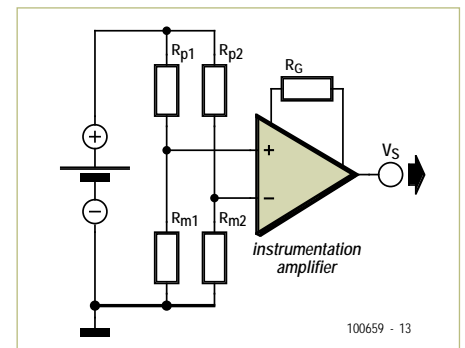 Rp1
Rp2
RG
+
+
−
VS
−
Rm1
Rm2
instrumentation
amplifier
100659 - 13